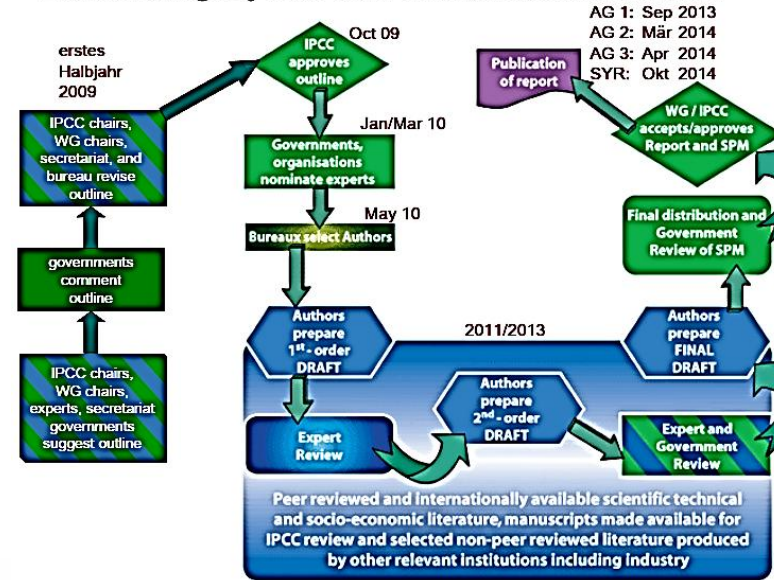 erstes
Halbjahr
2009
IPCC chairs,
WG chairs,
secretariat, and
bureau revise
outline
governments
comment
outline
IPCC chairs,
WG chairs,
experts, secretariat
governments
suggest outline
Oct 09
IPCC
approves
outline
Jan/Mar 10
Governments,
organisations
nominate experts
May 10
Bureaux select Authors
Authors
prepare
1st - order
DRAFT
Expert
Review
2011/2013
Authors
prepare
2nd - order
DRAFT
Expert and
Government
Review
Authors
prepare
FINAL
DRAFT
Final distribution and
Government
Review of SPM
WG / IPCC
accepts/approves
Report and SPM
Publication
of report
AG 1: Sep 2013
AG 2: Mär 2014
AG 3: Apr 2014
SYR: Okt 2014
Peer reviewed and internationally available scientific technical
and socio-economic literature, manuscripts made available for
IPCC review and selected non-peer reviewed literature produced
by other relevant institutions including industry